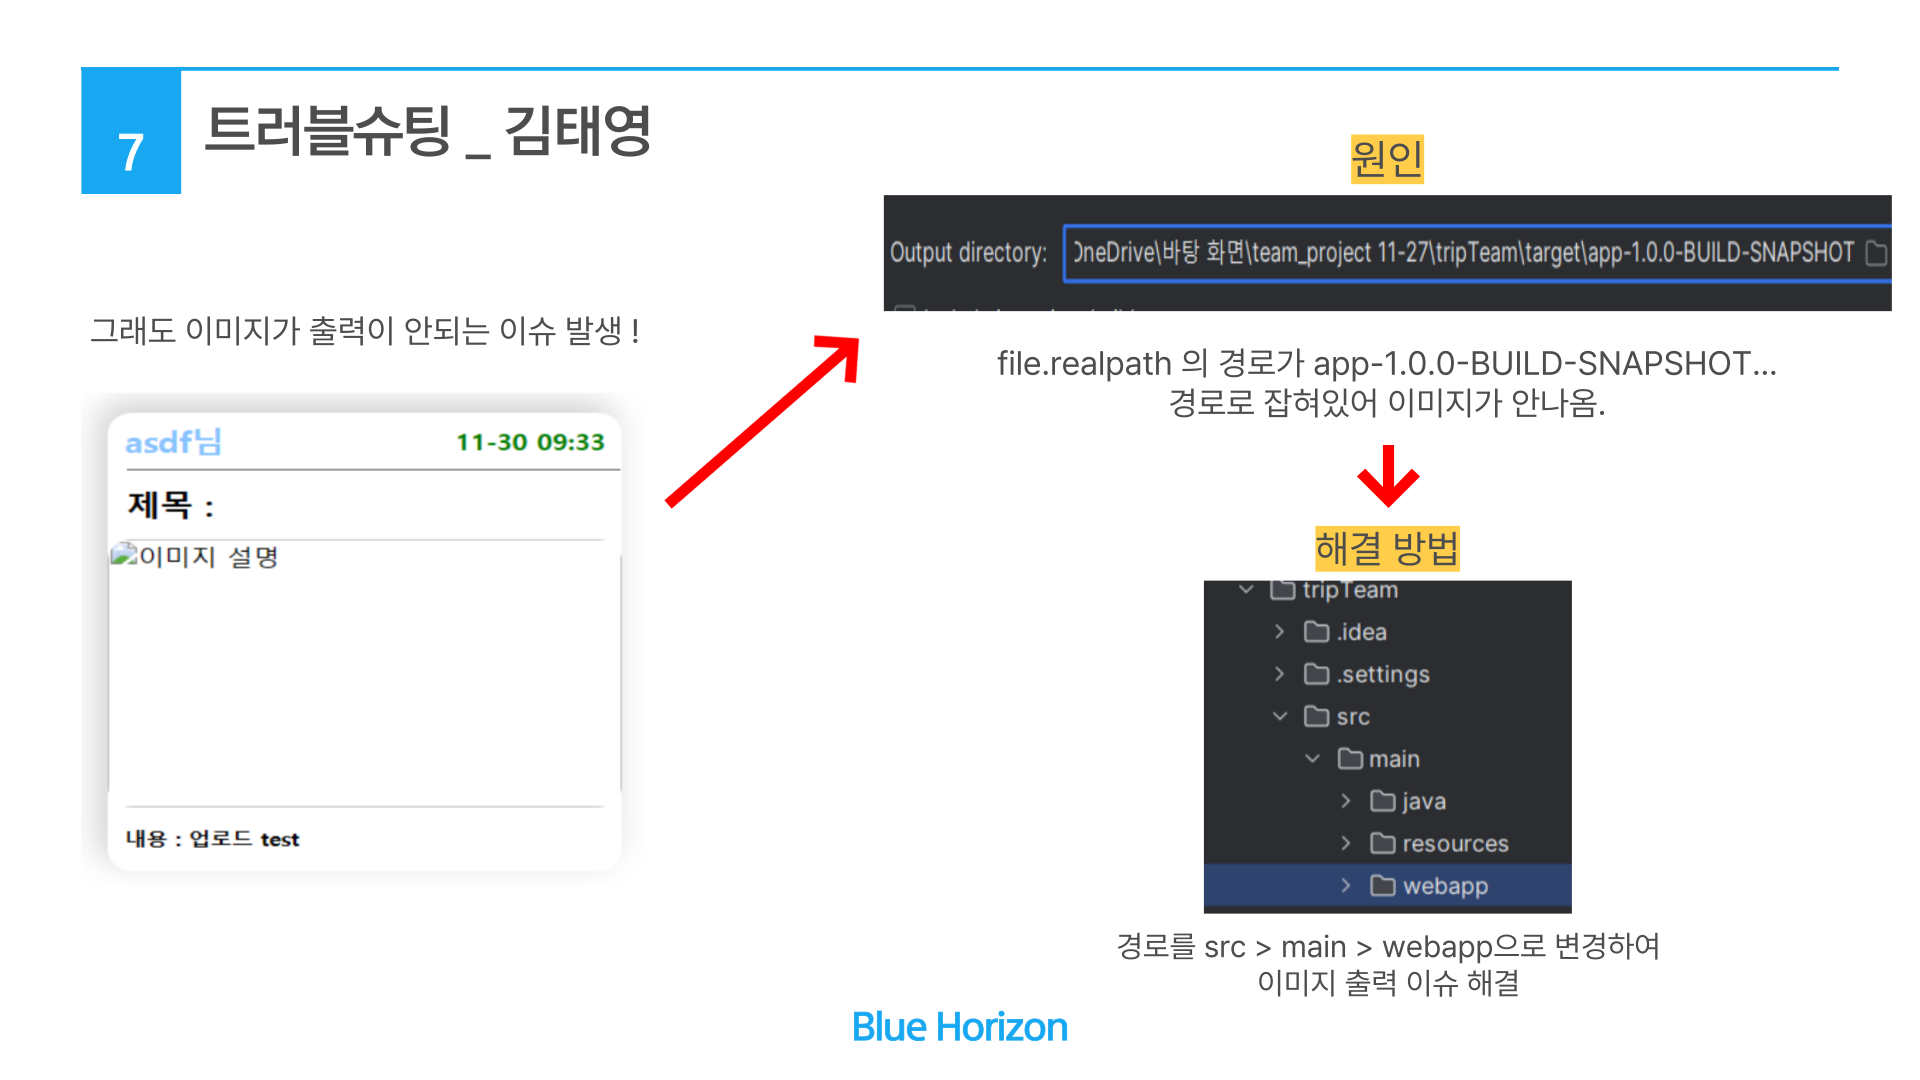 7
트러블슈팅 _ 김태영
그래도 이미지가 출력이 안되는 이슈 발생 !
asdf님
11-30 09:33
제목 :
이미지 설명
내용 : 업로드 test
원인
Output directory:
OneDrive\바탕 화면\team_project 11-27\tripTeam\target\app-1.0.0-BUILD-SNAPSHOT
file.realpath 의 경로가 app-1.0.0-BUILD-SNAPSHOT...
경로로 잡혀있어 이미지가 안나옴.
해결 방법
tripTeam
.idea
.settings
src
main
java
resources
webapp
경로를 src > main > webapp으로 변경하여
이미지 출력 이슈 해결
Blue Horizon